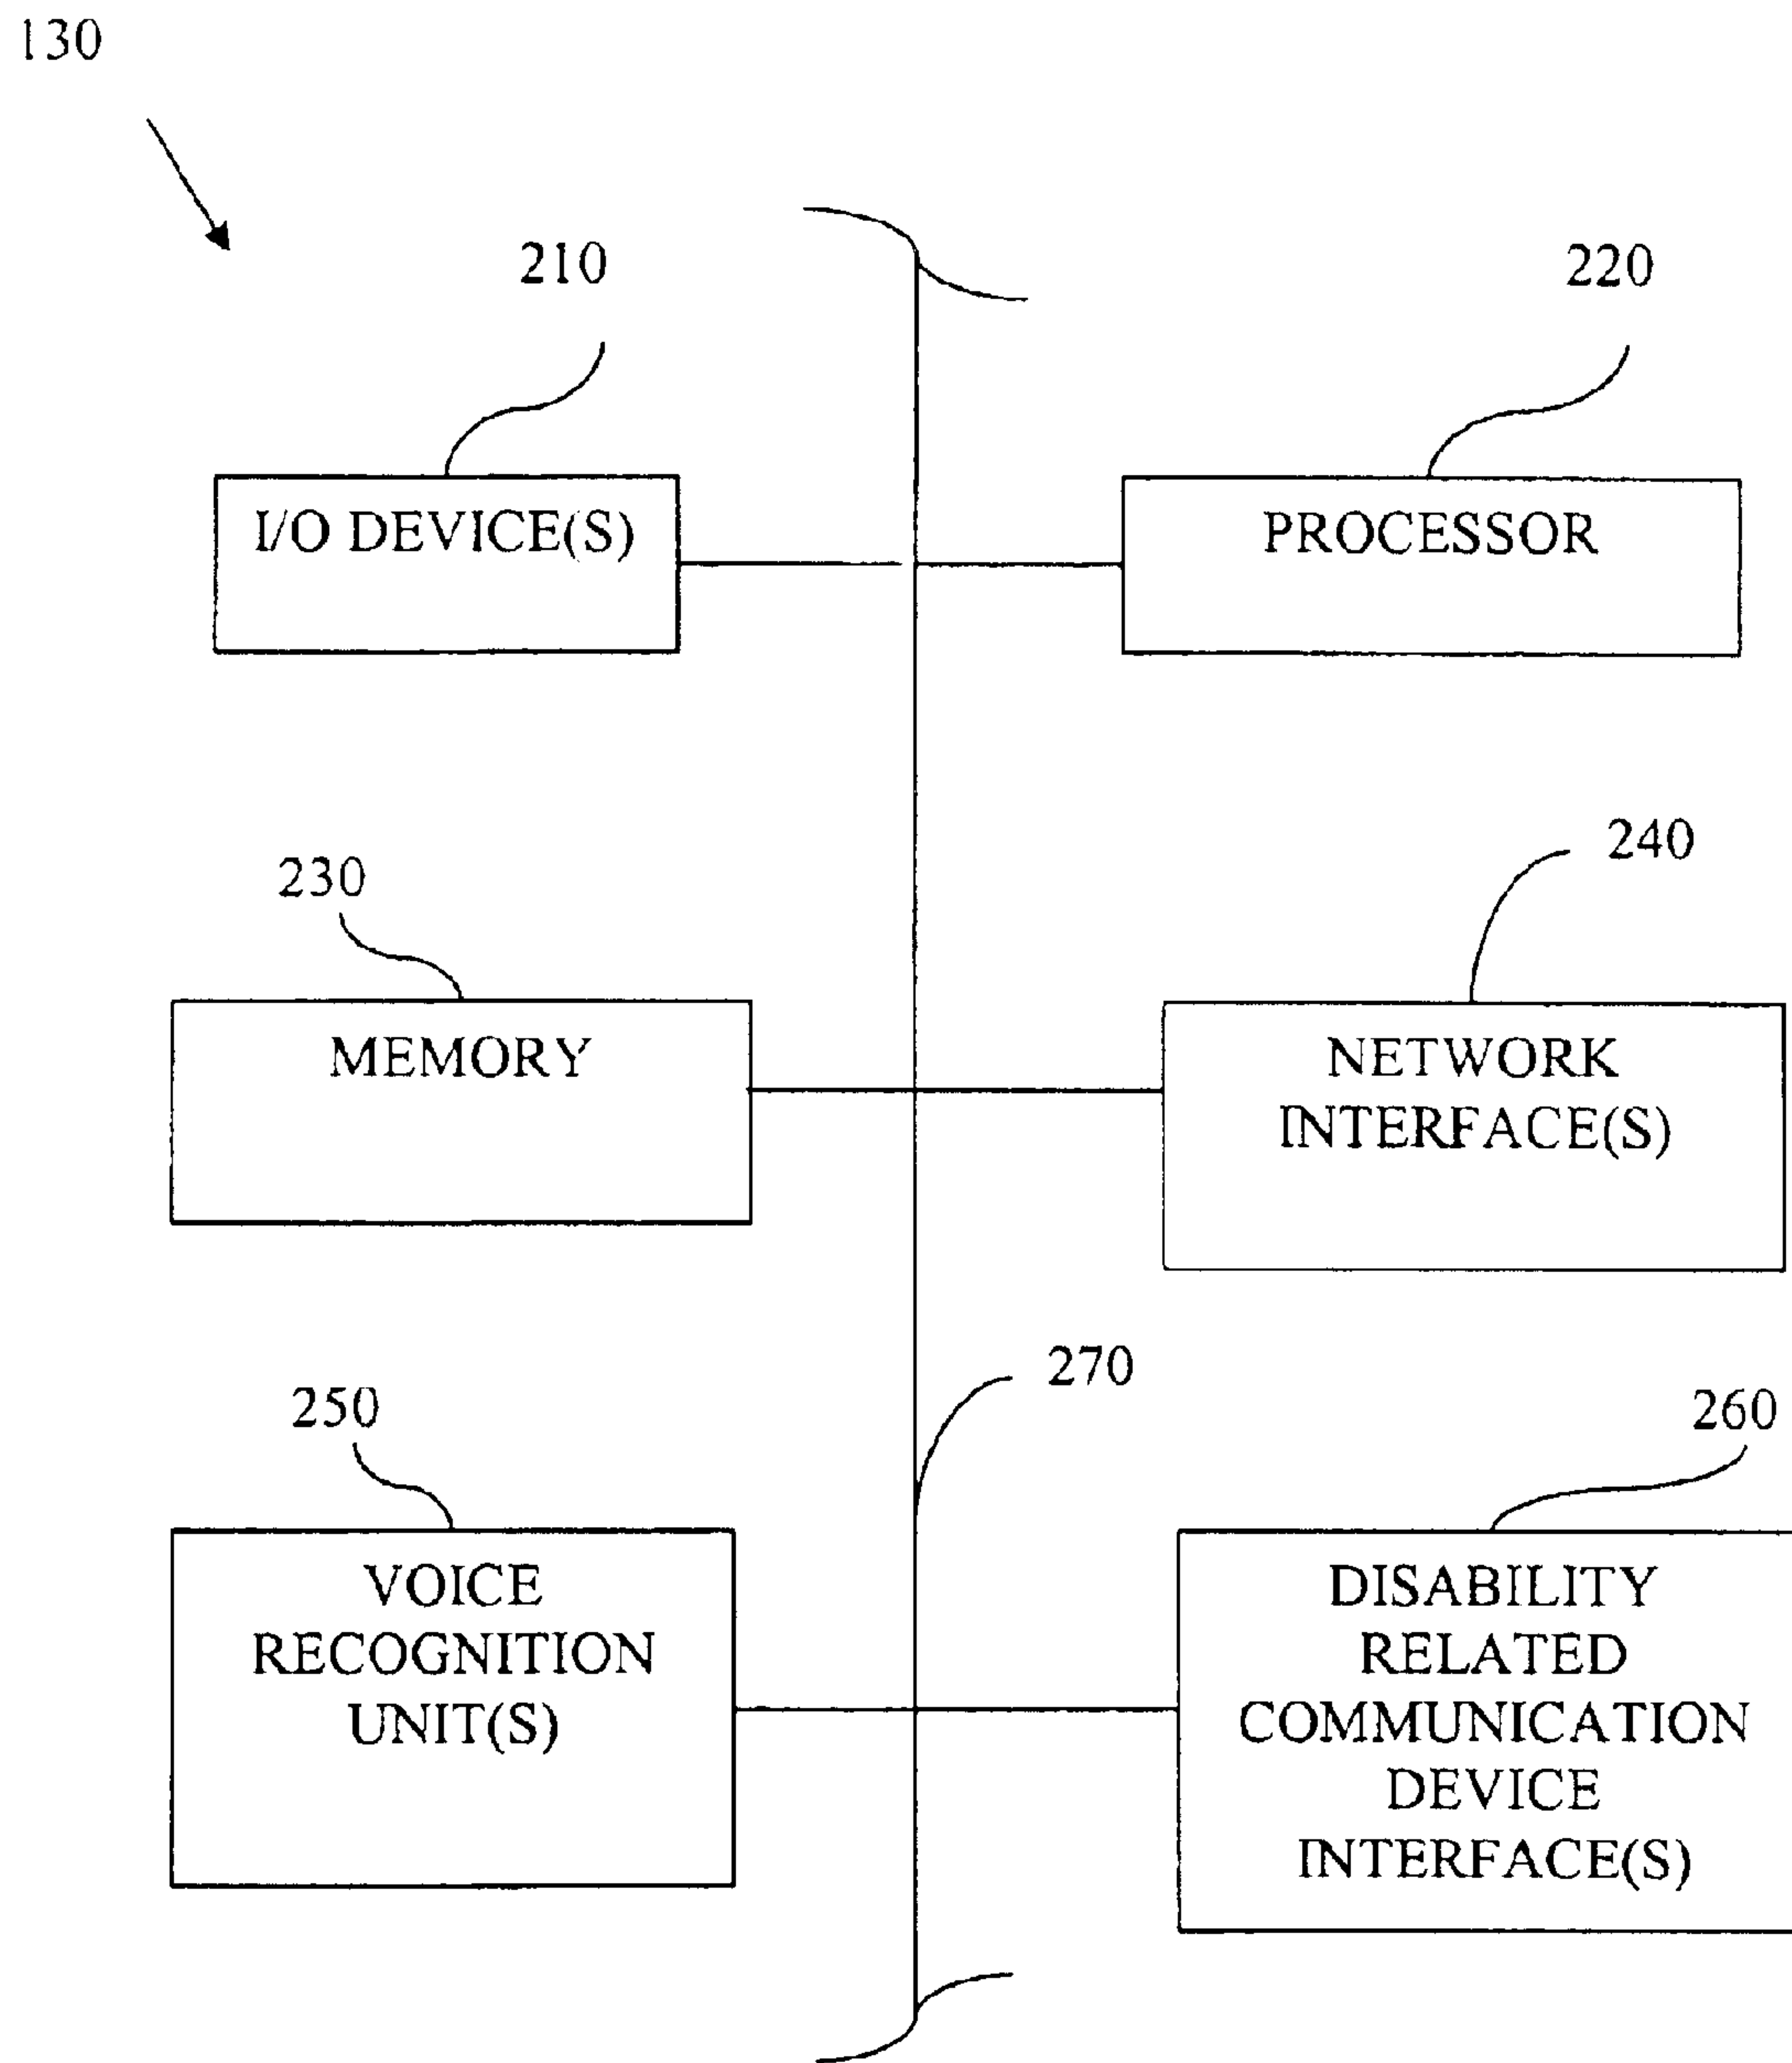 130
210
220
I/O DEVICE(S)
PROCESSOR
230
240
MEMORY
NETWORK
INTERFACE(S)
250
270
260
VOICE
RECOGNITION
UNIT(S)
DISABILITY
RELATED
COMMUNICATION
DEVICE
INTERFACE(S)